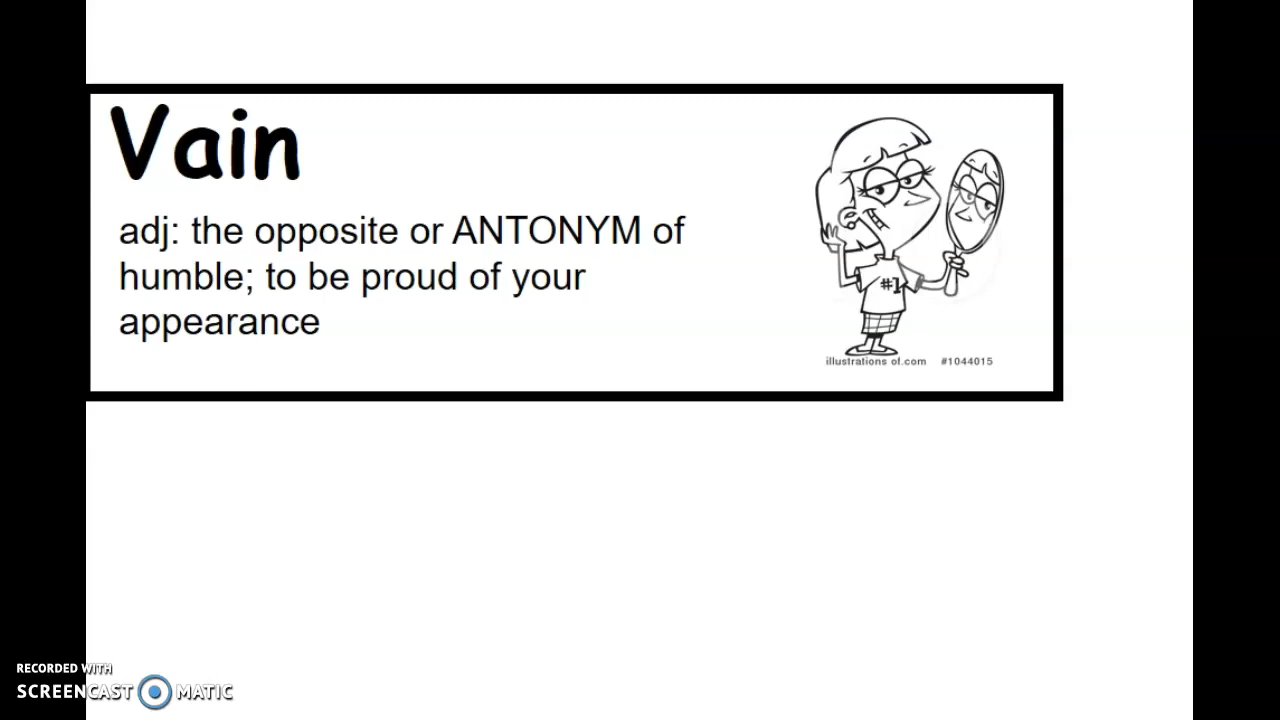 Vain
adj: the opposite or ANTONYM of
humble; to be proud of your
appearance
#1
illustrations of.com #1044015
RECORDED WITH
SCREENCAST MATIC